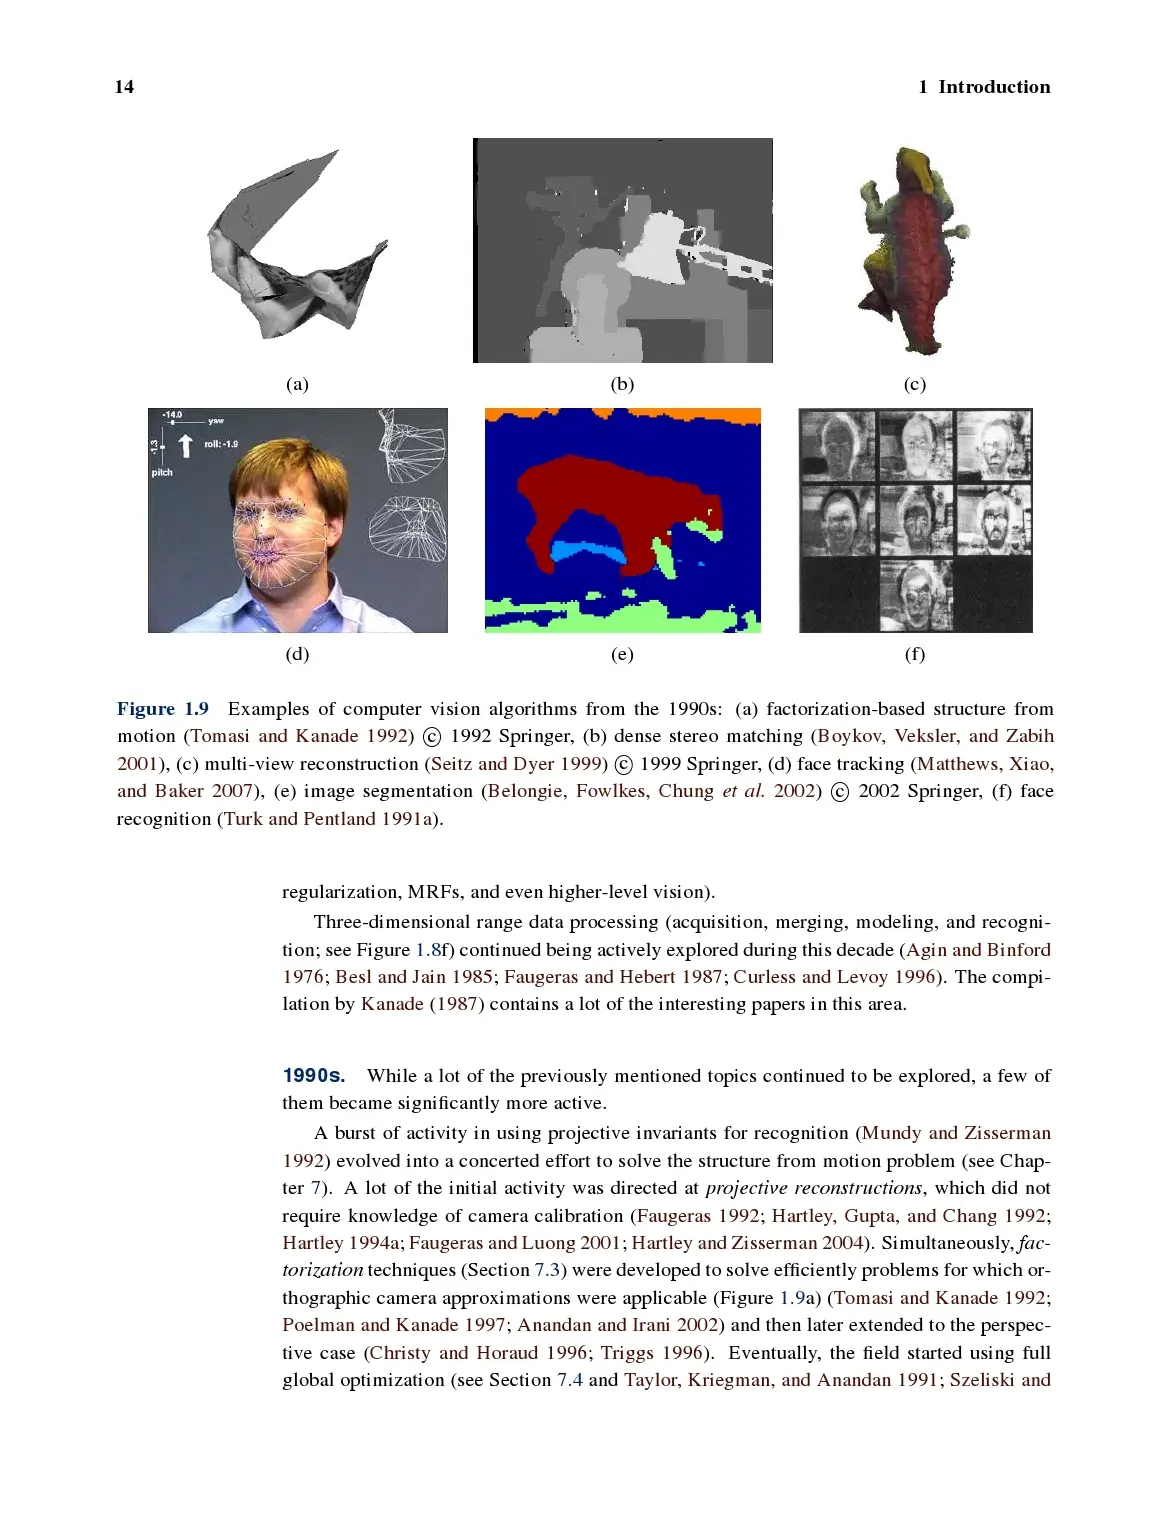 14
1 Introduction
(a)
(b)
(c)
-14.0
yaw
-1.3
roll: -1.9
pitch
(d)
(e)
(f)
Figure 1.9 Examples of computer vision algorithms from the 1990s: (a) factorization-based structure from
motion (Tomasi and Kanade 1992) © 1992 Springer, (b) dense stereo matching (Boykov, Veksler, and Zabih
2001), (c) multi-view reconstruction (Seitz and Dyer 1999) © 1999 Springer, (d) face tracking (Matthews, Xiao,
and Baker 2007), (e) image segmentation (Belongie, Fowlkes, Chung et al. 2002) © 2002 Springer, (f) face
recognition (Turk and Pentland 1991a).
regularization, MRFs, and even higher-level vision).
Three-dimensional range data processing (acquisition, merging, modeling, and recogni-
tion; see Figure 1.8f) continued being actively explored during this decade (Agin and Binford
1976; Besl and Jain 1985; Faugeras and Hebert 1987; Curless and Levoy 1996). The compi-
lation by Kanade (1987) contains a lot of the interesting papers in this area.
1990s. While a lot of the previously mentioned topics continued to be explored, a few of
them became significantly more active.
A burst of activity in using projective invariants for recognition (Mundy and Zisserman
1992) evolved into a concerted effort to solve the structure from motion problem (see Chap-
ter 7). A lot of the initial activity was directed at projective reconstructions, which did not
require knowledge of camera calibration (Faugeras 1992; Hartley, Gupta, and Chang 1992;
Hartley 1994a; Faugeras and Luong 2001; Hartley and Zisserman 2004). Simultaneously, fac-
torization techniques (Section 7.3) were developed to solve efficiently problems for which or-
thographic camera approximations were applicable (Figure 1.9a) (Tomasi and Kanade 1992;
Poelman and Kanade 1997; Anandan and Irani 2002) and then later extended to the perspec-
tive case (Christy and Horaud 1996; Triggs 1996). Eventually, the field started using full
global optimization (see Section 7.4 and Taylor, Kriegman, and Anandan 1991; Szeliski and